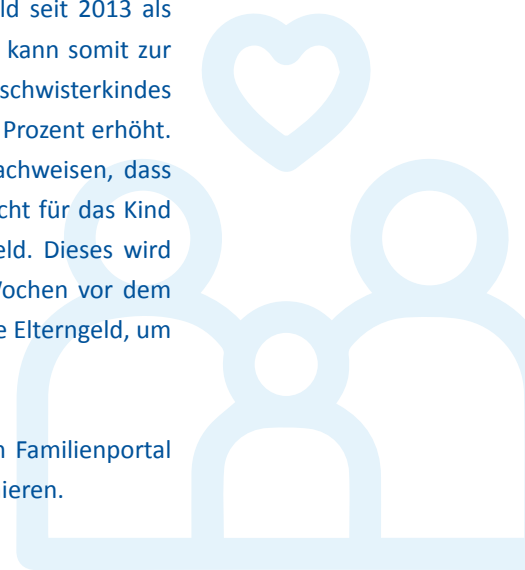 ld seit 2013 als
kann somit zur
schwisterkindes
Prozent erhöht.
achweisen, dass
cht für das Kind
eld. Dieses wird
Wochen vor dem
e Elterngeld, um
n Familienportal
ieren.